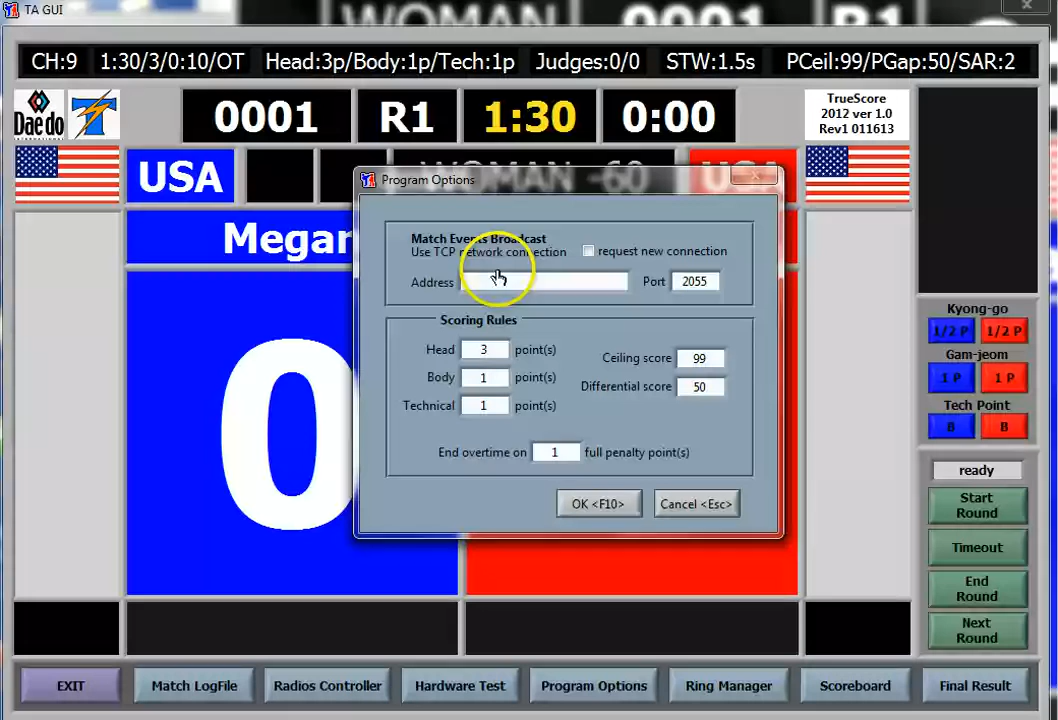 TA GUI
WOMAN 0001 R1
CH:9 1:30/3/0:10/OT Head:3p/Body:1p/Tech:1p Judges:0/0 STW:1.5s PCeil:99/PGap:50/SAR:2
Daedo
0001 R1 1:30 0:00
TrueScore
2012 ver 1.0
Rev1 011613
USA WOMAN -60 USA
Megan
0
Program Options
Match Events Broadcast
Use TCP network connection request new connection
Address Port 2055
Scoring Rules
Head 3 point(s)
Ceiling score 99
Body 1 point(s)
Differential score 50
Technical 1 point(s)
End overtime on 1 full penalty point(s)
OK <F10> Cancel <Esc>
Kyong-go
1/2 P 1/2 P
Gam-jeom
1 P 1 P
Tech Point
B B
ready
Start
Round
Timeout
End
Round
Next
Round
EXIT Match LogFile Radios Controller Hardware Test Program Options Ring Manager Scoreboard Final Result